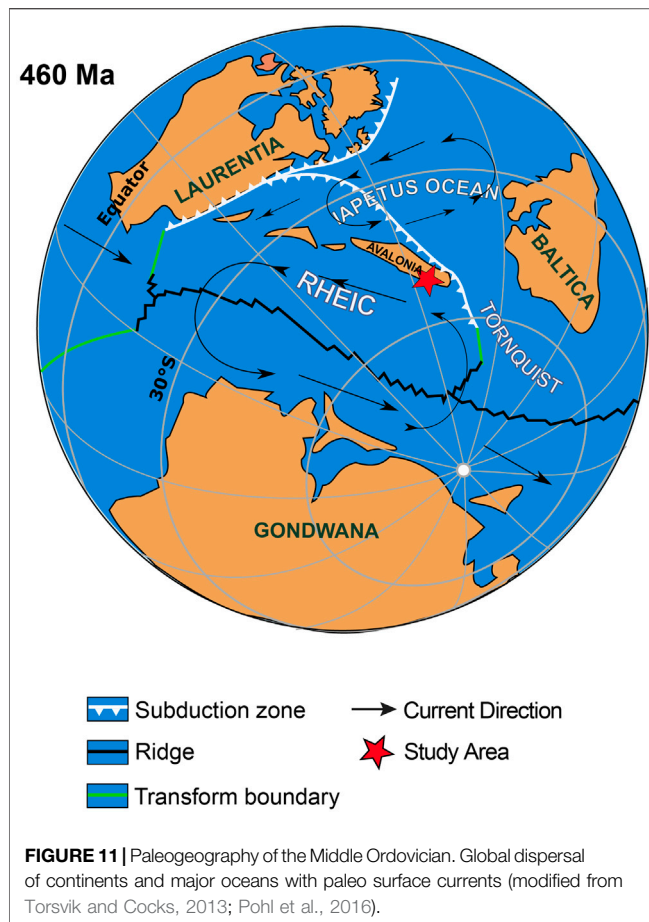 460 Ma
LAURENTIA
Equator
IAPETUS OCEAN
BALTICA
AVALONIA
RHEIC
TORNQUIST
30°S
GONDWANA
Subduction zone
Current Direction
Ridge
Study Area
Transform boundary
FIGURE 11 | Paleogeography of the Middle Ordovician. Global dispersal
of continents and major oceans with paleo surface currents (modified from
Torsvik and Cocks, 2013; Pohl et al., 2016).